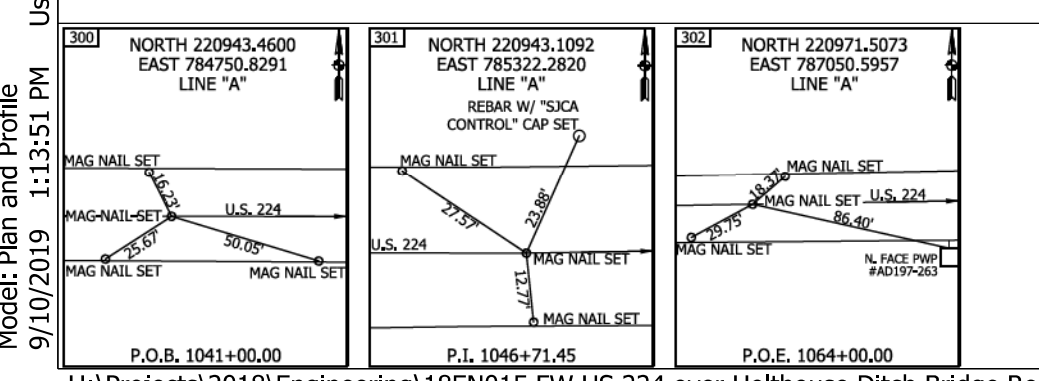 Us
Model: Plan and Profile
9/10/2019 1:13:51 PM
300
NORTH 220943.4600
EAST 784750.8291
LINE "A"
MAG NAIL SET
16.23'
MAG NAIL SET
U.S. 224
25.67'
50.05'
MAG NAIL SET
MAG NAIL SET
P.O.B. 1041+00.00
301
NORTH 220943.1092
EAST 785322.2820
LINE "A"
REBAR W/ "SJCA
CONTROL" CAP SET
MAG NAIL SET
27.57'
23.88'
U.S. 224
MAG NAIL SET
12.77'
MAG NAIL SET
P.I. 1046+71.45
302
NORTH 220971.5073
EAST 787050.5957
LINE "A"
MAG NAIL SET
18.37'
MAG NAIL SET
U.S. 224
29.75'
86.40'
MAG NAIL SET
N. FACE PWP
#AD197-263
P.O.E. 1064+00.00